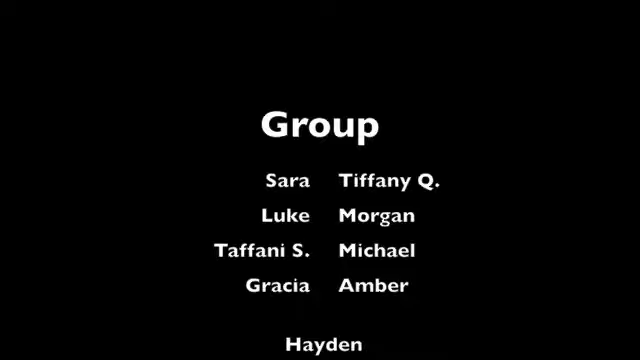 Group
Sara Tiffany Q.
Luke Morgan
Taffani S. Michael
Gracia Amber
Hayden